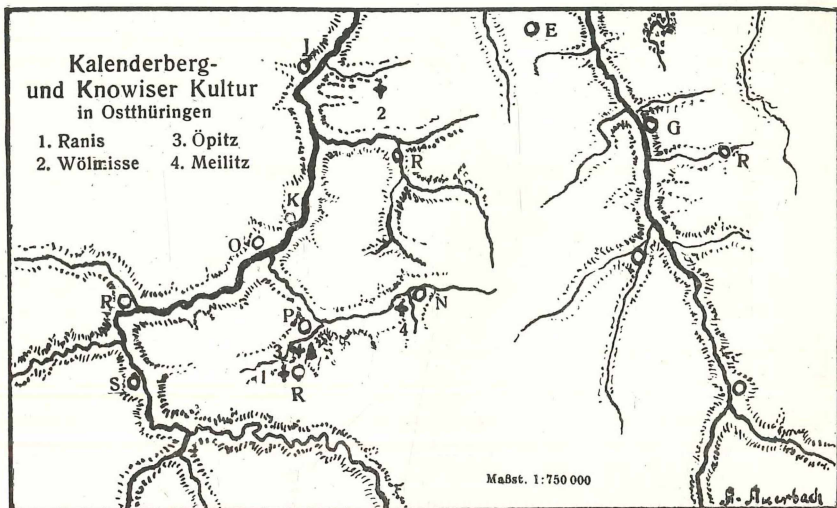 Kalenderberg-
und Knowiser Kultur
in Ostthüringen
1. Ranis 3. Öpitz
2. Wölmisse 4. Meilitz
J
2
E
G
R
R
K
O
R
N
4
P
3
1
R
S
Maßst. 1:750 000
A. Auerbach